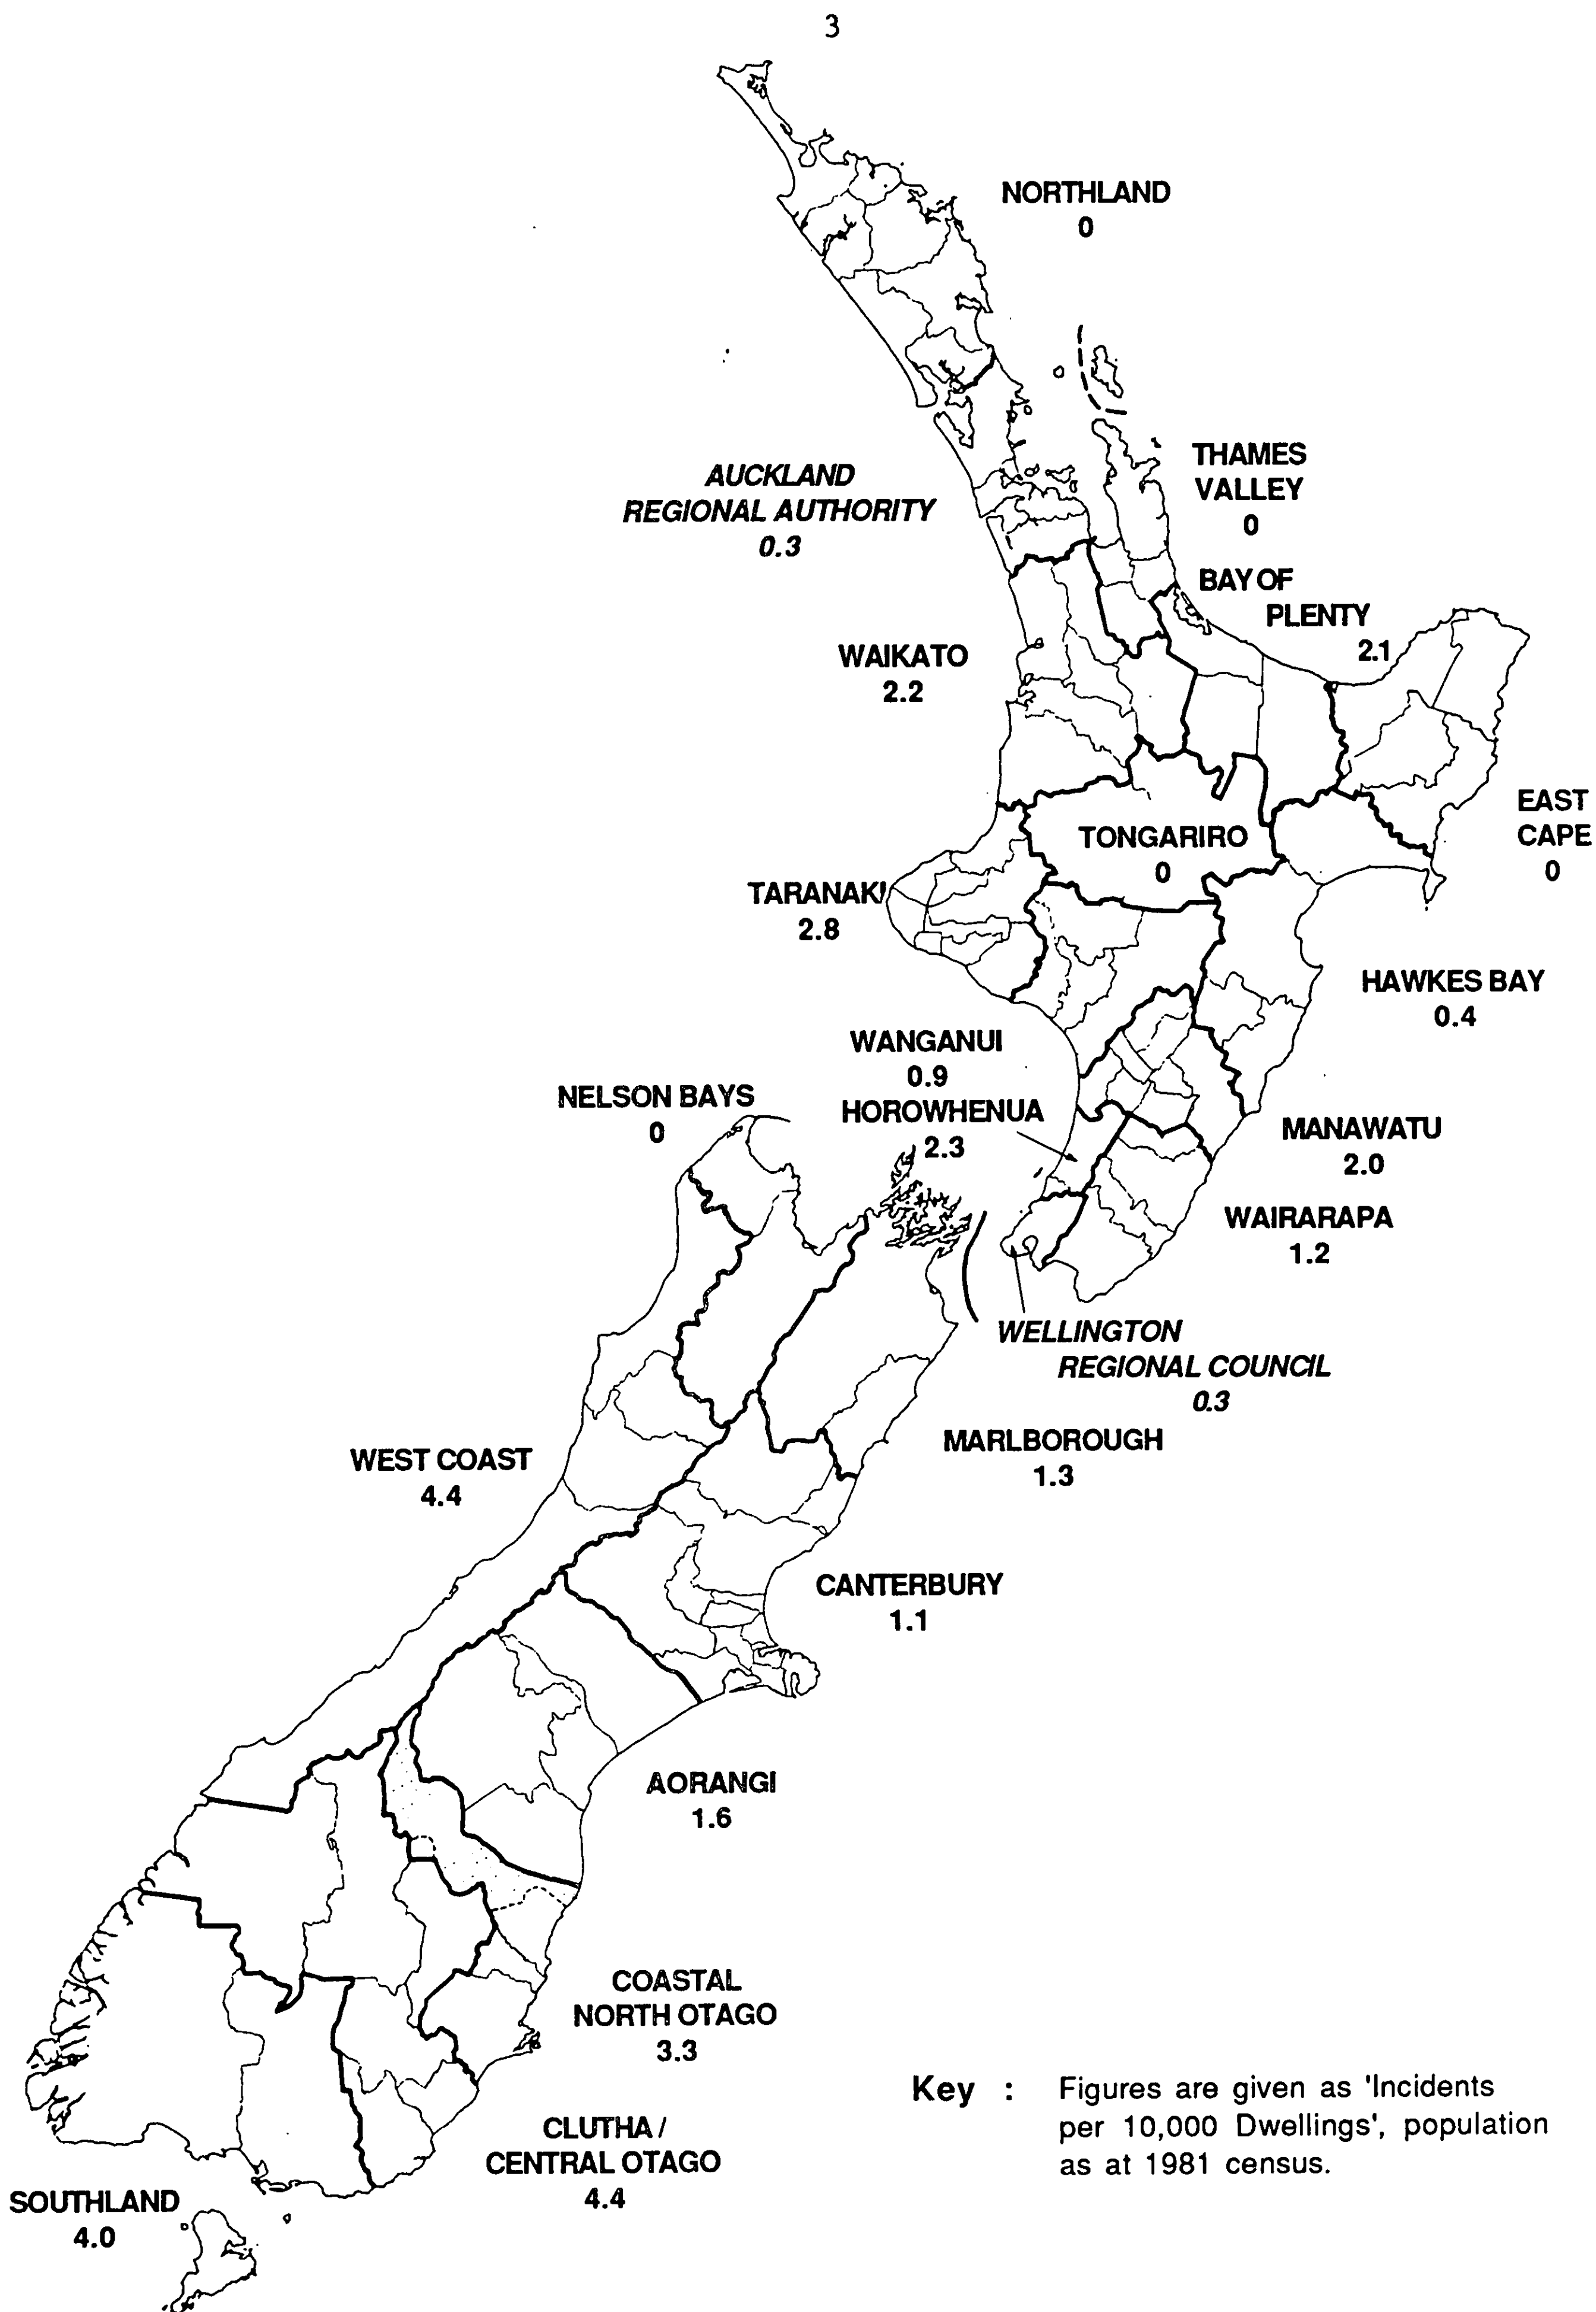 3
NORTHLAND
0
AUCKLAND
REGIONAL AUTHORITY
0.3
THAMES
VALLEY
0
BAY OF
PLENTY
2.1
WAIKATO
2.2
EAST
CAPE
0
TONGARIRO
0
TARANAKI
2.8
HAWKES BAY
0.4
WANGANUI
0.9
HOROWHENUA
2.3
NELSON BAYS
0
MANAWATU
2.0
WAIRARAPA
1.2
WELLINGTON
REGIONAL COUNCIL
0.3
MARLBOROUGH
1.3
WEST COAST
4.4
CANTERBURY
1.1
AORANGI
1.6
COASTAL
NORTH OTAGO
3.3
CLUTHA /
CENTRAL OTAGO
4.4
SOUTHLAND
4.0
Key : Figures are given as 'Incidents
per 10,000 Dwellings', population
as at 1981 census.